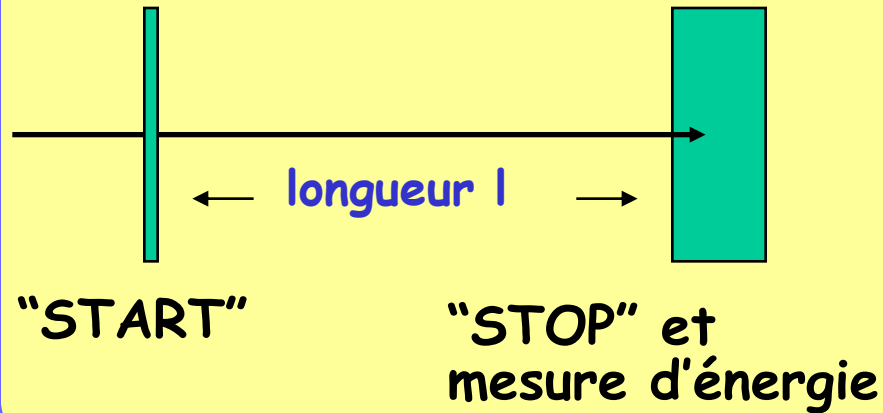 longueur l
“START”
“STOP” et
mesure d’énergie